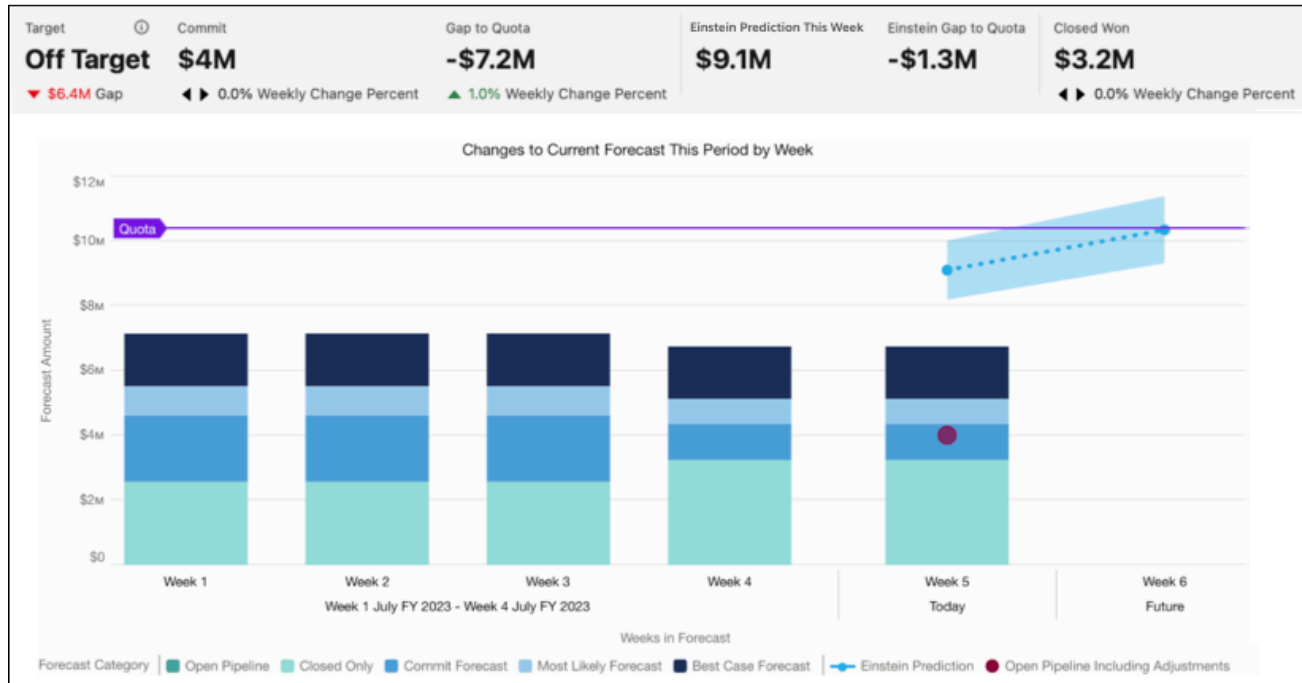 Target Commit Gap to Quota Einstein Prediction This Week Einstein Gap to Quota Closed Won
Off Target $4M -$7.2M $9.1M -$1.3M $3.2M
$6.4M Gap 0.0% Weekly Change Percent 1.0% Weekly Change Percent 0.0% Weekly Change Percent
Changes to Current Forecast This Period by Week
$12M
Quota
$10M
$8M
$6M
$4M
$2M
$0
Forecast Amount
Week 1 Week 2 Week 3 Week 4 Week 5 Week 6
Week 1 July FY 2023 - Week 4 July FY 2023 Today Future
Weeks in Forecast
Forecast Category Open Pipeline Closed Only Commit Forecast Most Likely Forecast Best Case Forecast Einstein Prediction Open Pipeline Including Adjustments